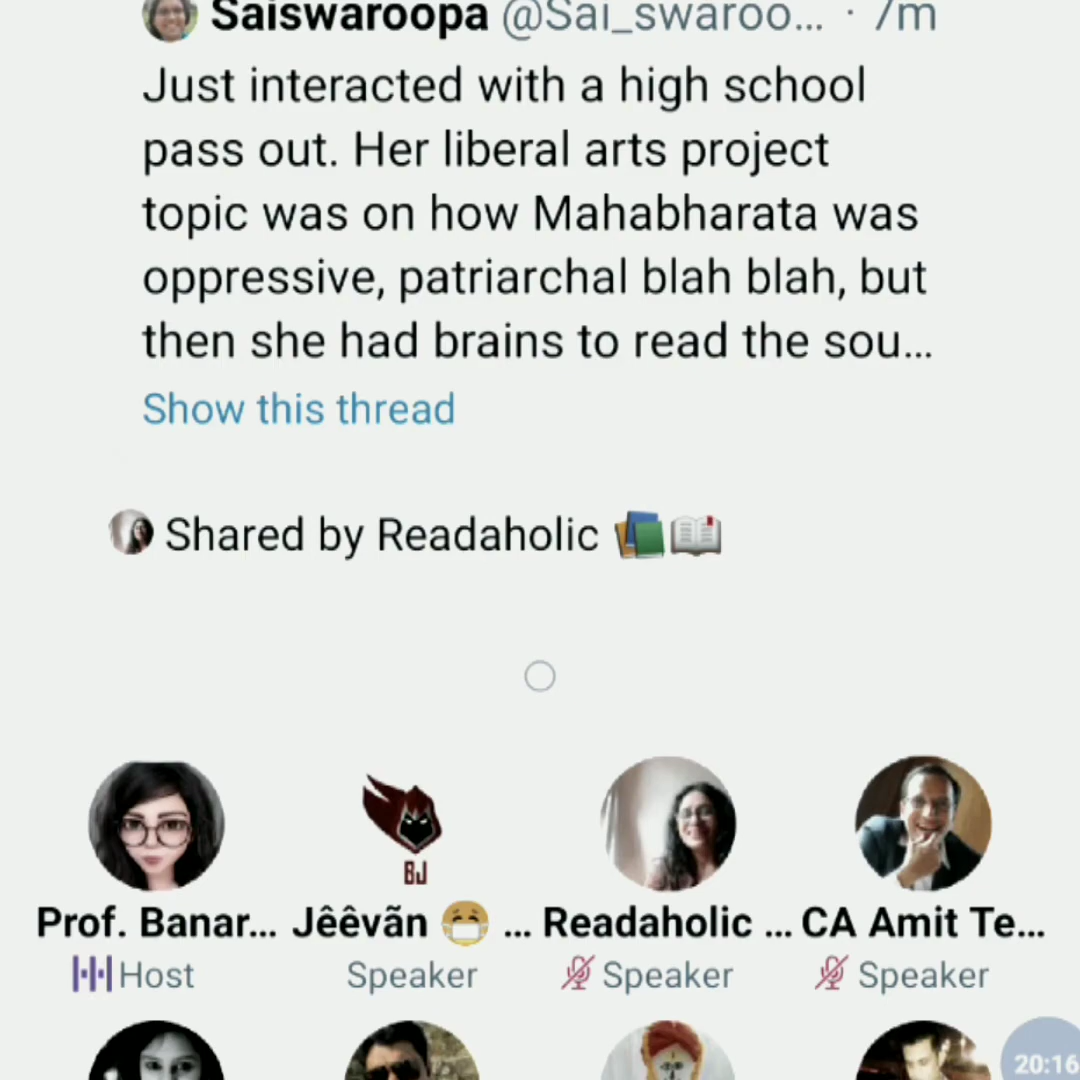 Saiswaroopa @Sai_swaroo... · 7m
Just interacted with a high school
pass out. Her liberal arts project
topic was on how Mahabharata was
oppressive, patriarchal blah blah, but
then she had brains to read the sou...
Show this thread
Shared by Readaholic 📚📖
BJ
Prof. Banar... Jêêvãn 😷 ... Readaholic ... CA Amit Te...
Host Speaker Speaker Speaker
20:16